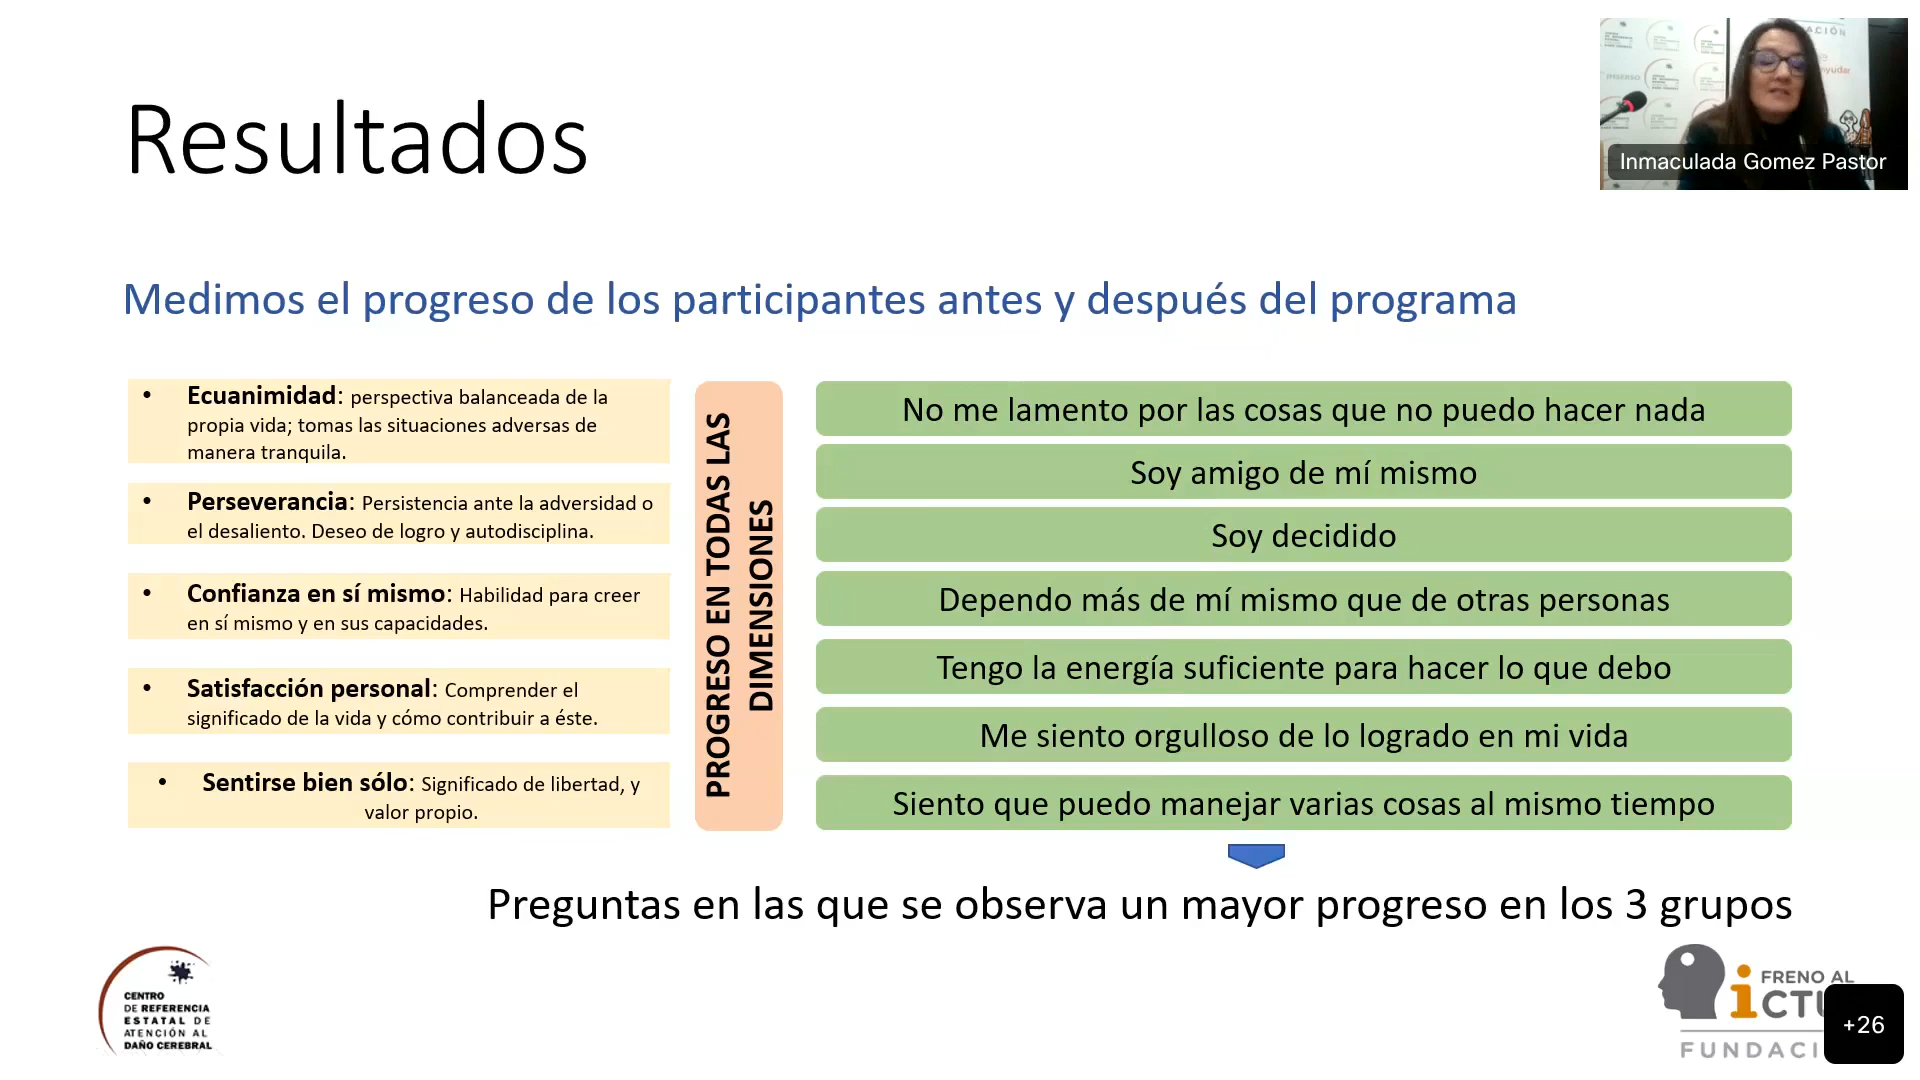 Resultados
Inmaculada Gomez Pastor
Medimos el progreso de los participantes antes y después del programa
• Ecuanimidad: perspectiva balanceada de la
propia vida; tomas las situaciones adversas de
manera tranquila.
• Perseverancia: Persistencia ante la adversidad o
el desaliento. Deseo de logro y autodisciplina.
• Confianza en sí mismo: Habilidad para creer
en sí mismo y en sus capacidades.
• Satisfacción personal: Comprender el
significado de la vida y cómo contribuir a éste.
• Sentirse bien sólo: Significado de libertad, y
valor propio.
PROGRESO EN TODAS LAS
DIMENSIONES
No me lamento por las cosas que no puedo hacer nada
Soy amigo de mí mismo
Soy decidido
Dependo más de mí mismo que de otras personas
Tengo la energía suficiente para hacer lo que debo
Me siento orgulloso de lo logrado en mi vida
Siento que puedo manejar varias cosas al mismo tiempo
Preguntas en las que se observa un mayor progreso en los 3 grupos
CENTRO
DE REFERENCIA
ESTATAL DE
ATENCIÓN AL
DAÑO CEREBRAL
FRENO AL
iCTU
FUNDACI
+26